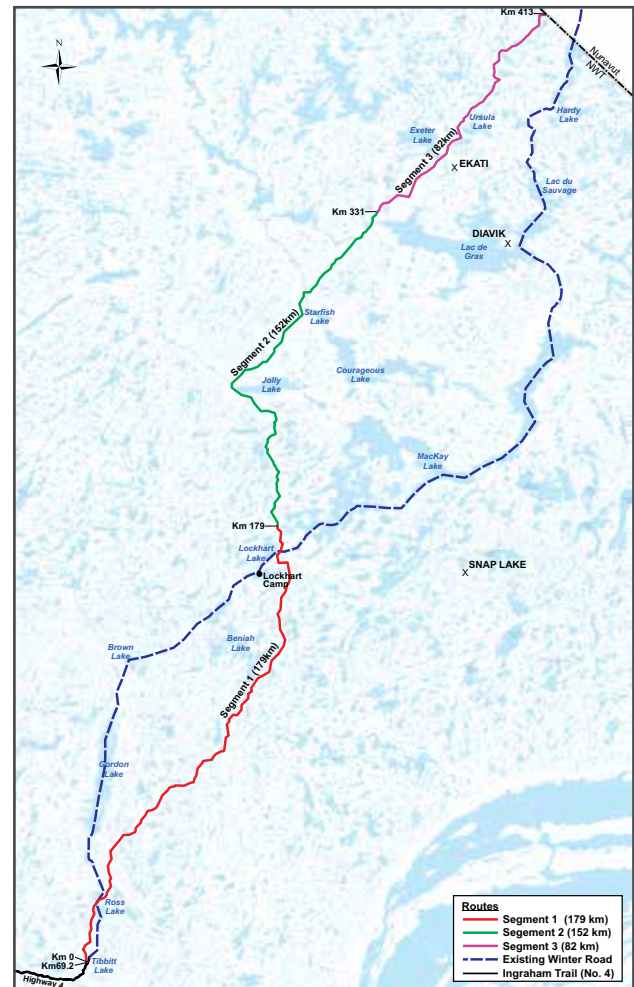 Km 413
N
Nunavut
NWT
Hardy
Lake
Ursula
Lake
Exeter
Lake
Segment 3 (82km)
EKATI
Lac du
Sauvage
Km 331
DIAVIK
X
Lac de
Gras
X
Starfish
Lake
Segment 2 (152km)
Courageous
Lake
Jolly
Lake
MacKay
Lake
Km 179
Lockhart
Lake
SNAP LAKE
X
Lockhart
Camp
Beniah
Lake
Brown
Lake
Segment 1 (179km)
Gordon
Lake
Ross
Lake
Km 0
Km69.2
Tibbitt
Lake
Highway 4
Routes
Segment 1 (179 km)
Segment 2 (152 km)
Segment 3 (82 km)
Existing Winter Road
Ingraham Trail (No. 4)